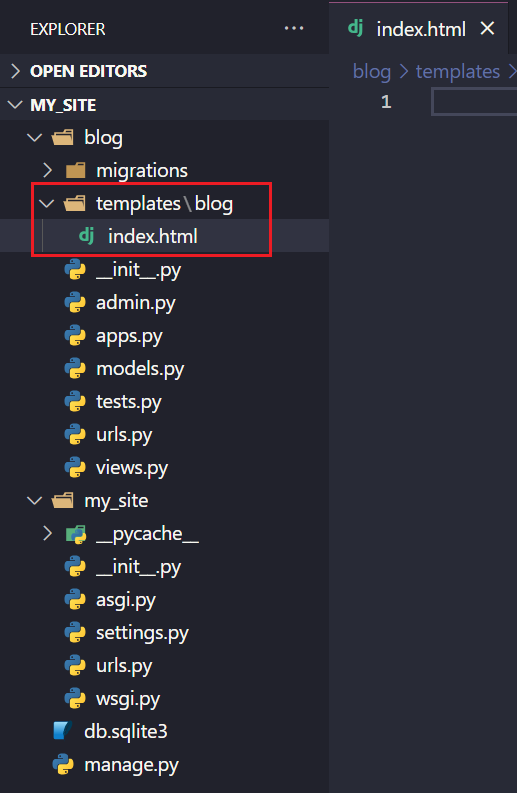 EXPLORER ...
OPEN EDITORS
MY_SITE
blog
migrations
templates\blog
dj index.html
__init__.py
admin.py
apps.py
models.py
tests.py
urls.py
views.py
my_site
__pycache__
__init__.py
asgi.py
settings.py
urls.py
wsgi.py
db.sqlite3
manage.py
dj index.html
blog > templates >
1